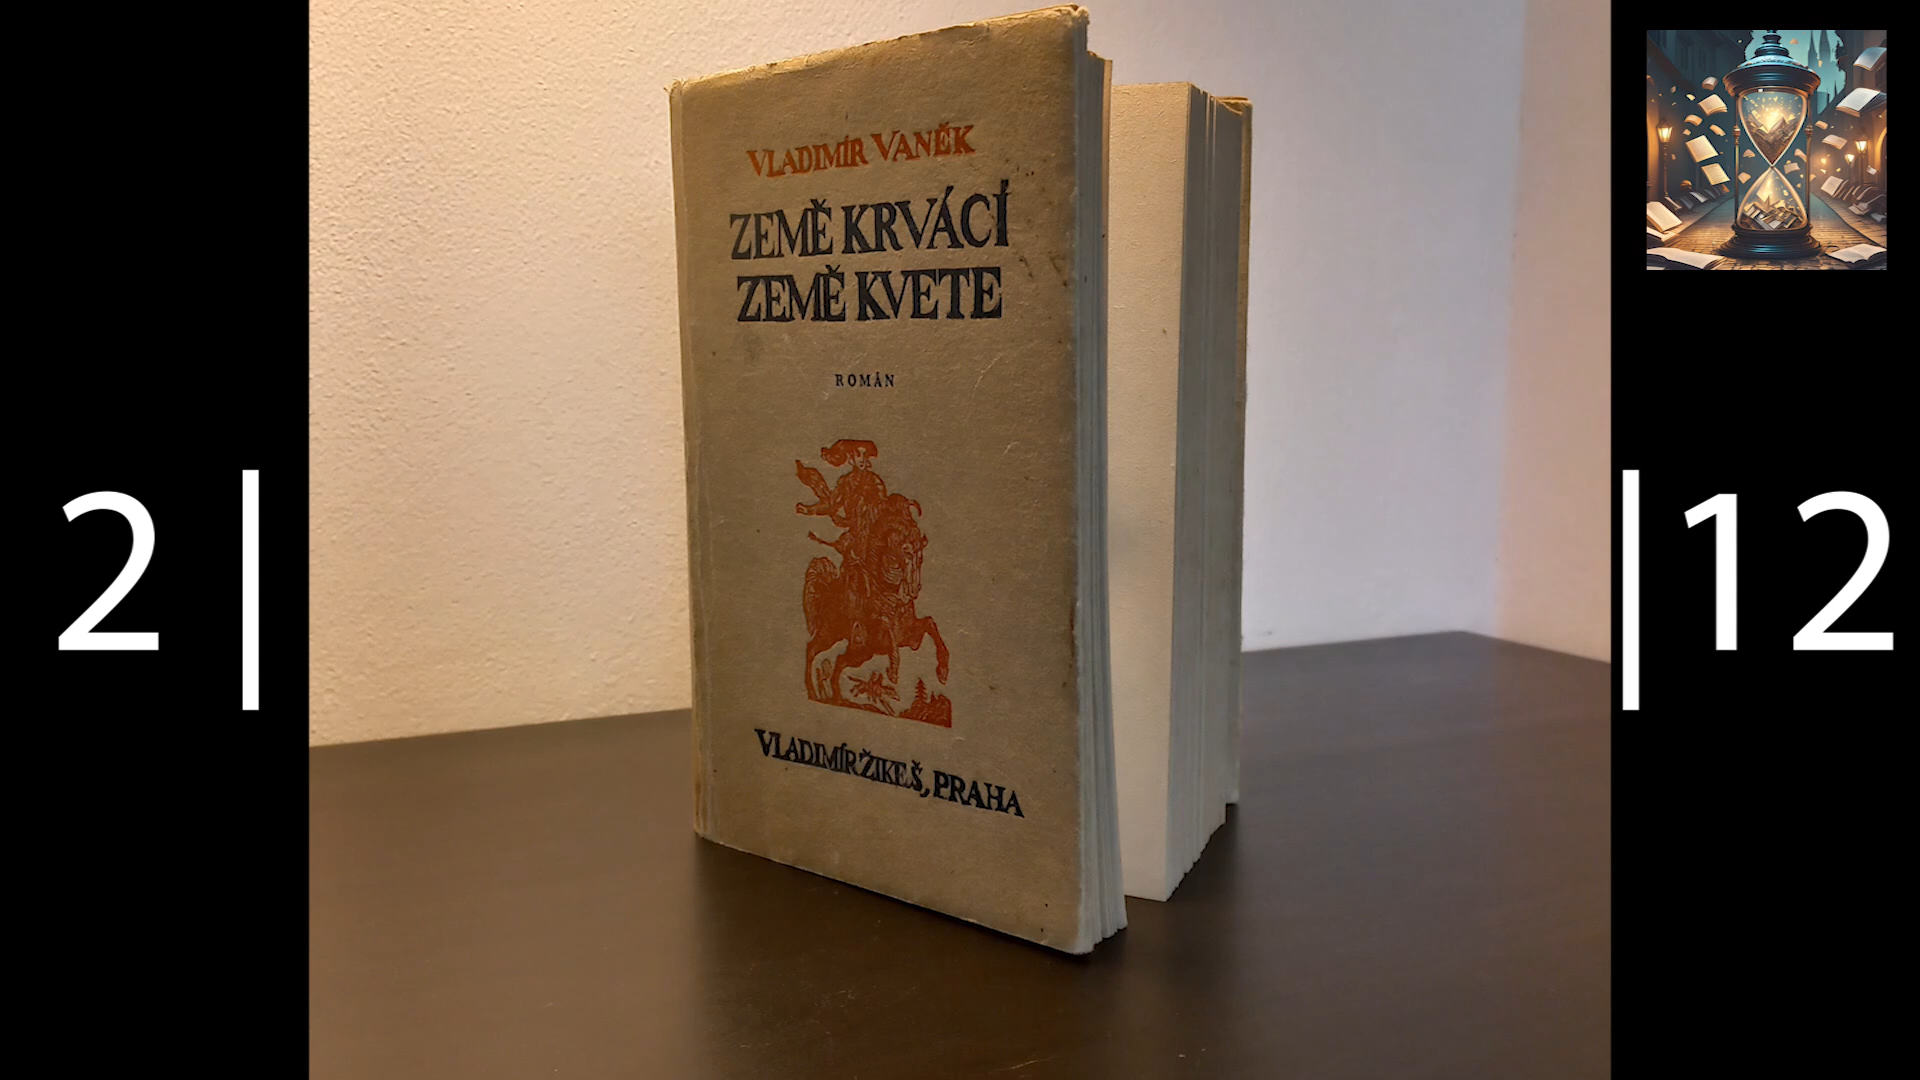 VLADIMÍR VANĚK
ZEMĚ KRVÁCÍ
ZEMĚ KVETE
ROMÁN
VLADIMÍR ŽIKEŠ, PRAHA
2 |
| 12